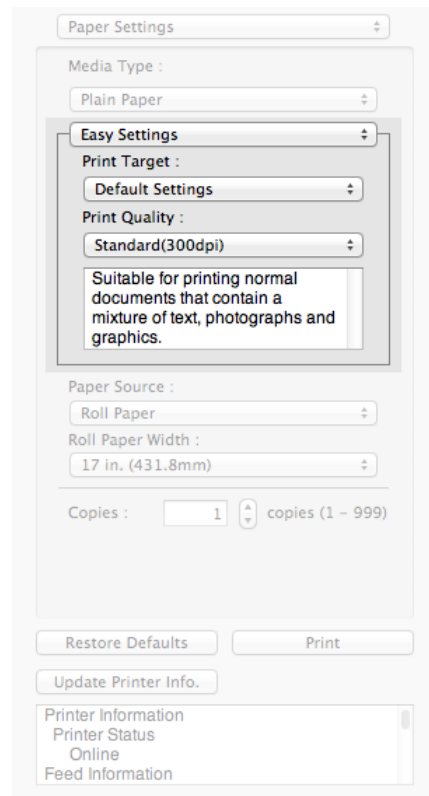 Paper Settings
Media Type :
Plain Paper
Easy Settings
Print Target :
Default Settings
Print Quality :
Standard(300dpi)
Suitable for printing normal
documents that contain a
mixture of text, photographs and
graphics.
Paper Source :
Roll Paper
Roll Paper Width :
17 in. (431.8mm)
Copies : 1 copies (1 – 999)
Restore Defaults Print
Update Printer Info.
Printer Information
Printer Status
Online
Feed Information